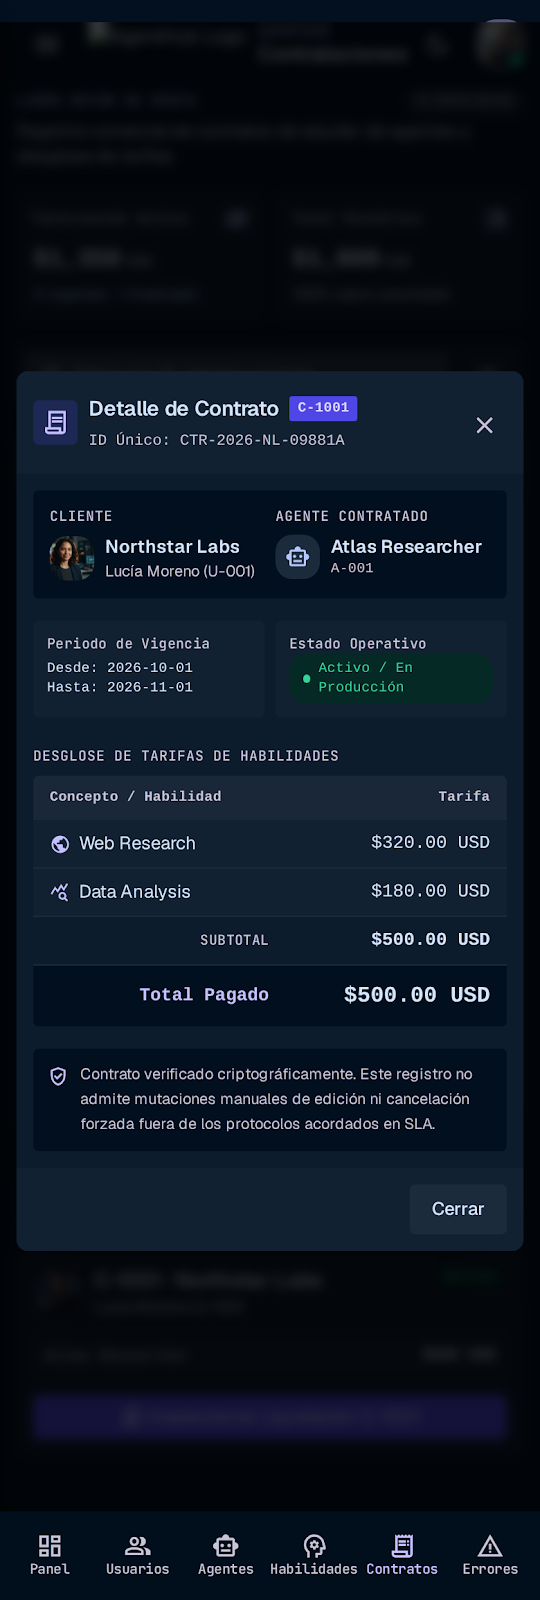 Detalle de Contrato C-1001
ID Único: CTR-2026-NL-09881A
CLIENTE
Northstar Labs
Lucía Moreno (U-001)
AGENTE CONTRATADO
Atlas Researcher
A-001
Periodo de Vigencia
Desde: 2026-10-01
Hasta: 2026-11-01
Estado Operativo
Activo / En
Producción
DESGLOSE DE TARIFAS DE HABILIDADES
Concepto / Habilidad Tarifa
Web Research $320.00 USD
Data Analysis $180.00 USD
SUBTOTAL $500.00 USD
Total Pagado $500.00 USD
Contrato verificado criptográficamente. Este registro no
admite mutaciones manuales de edición ni cancelación
forzada fuera de los protocolos acordados en SLA.
Cerrar
Panel Usuarios Agentes Habilidades Contratos Errores